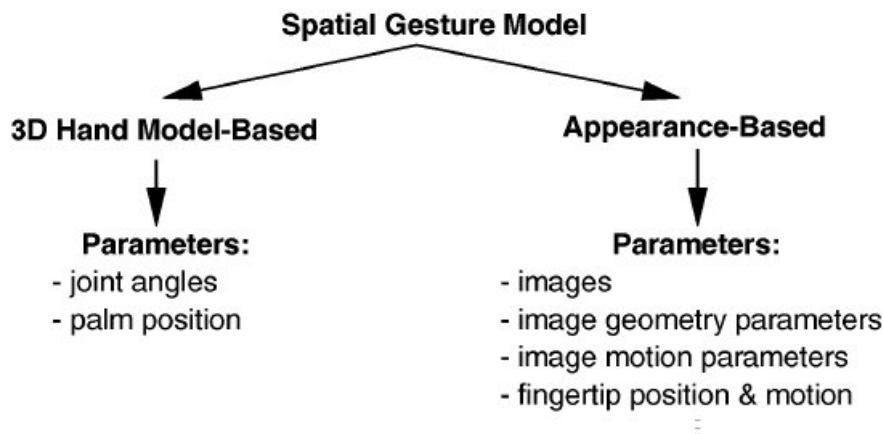 Spatial Gesture Model
3D Hand Model-Based
Appearance-Based
Parameters:
- joint angles
- palm position
Parameters:
- images
- image geometry parameters
- image motion parameters
- fingertip position & motion